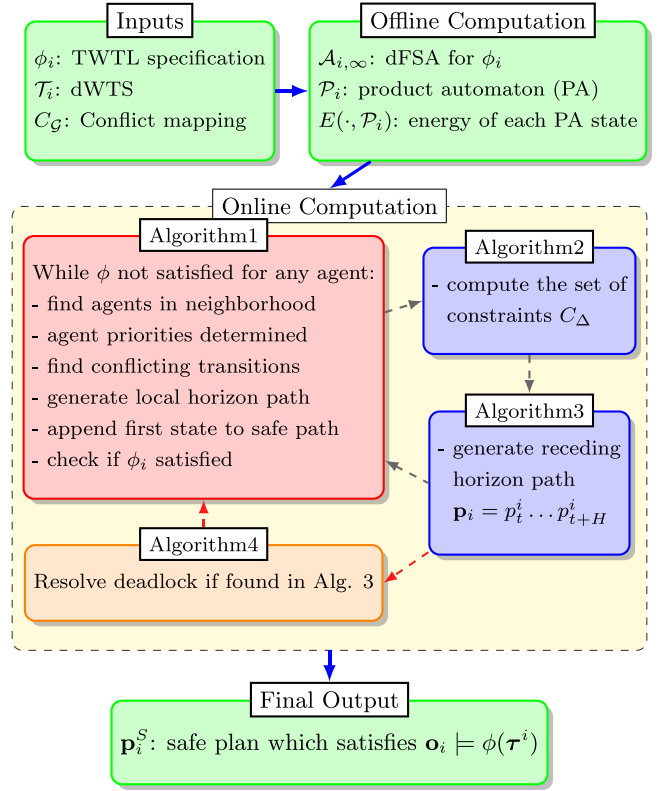 Inputs
ϕ_i: TWTL specification
𝒯_i: dWTS
C_𝒢: Conflict mapping
Offline Computation
𝒜_{i,∞}: dFSA for ϕ_i
𝒫_i: product automaton (PA)
E(·, 𝒫_i): energy of each PA state
Online Computation
Algorithm1
While ϕ not satisfied for any agent:
- find agents in neighborhood
- agent priorities determined
- find conflicting transitions
- generate local horizon path
- append first state to safe path
- check if ϕ_i satisfied
Algorithm2
- compute the set of
constraints C_Δ
Algorithm3
- generate receding
horizon path
𝐩_i = p_t^i … p_{t+H}^i
Algorithm4
Resolve deadlock if found in Alg. 3
Final Output
𝐩_i^S: safe plan which satisfies 𝐨_i ⊨ ϕ(𝝉^i)